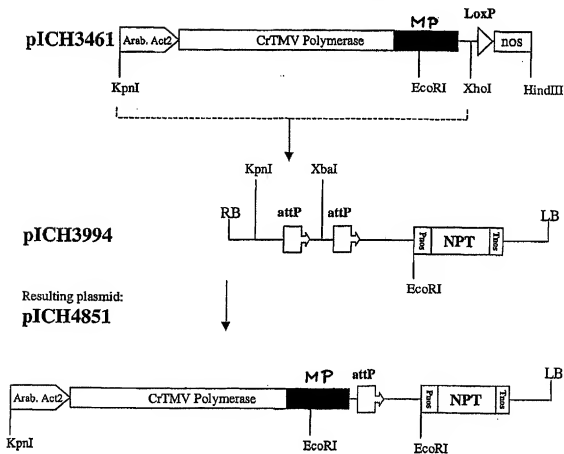 MP LoxP
pICH3461 Arab. Act2 CrTMV Polymerase nos
KpnI EcoRI XhoI HindIII
KpnI XbaI
RB attP attP LB
pICH3994 Pnos NPT Tnos
EcoRI
Resulting plasmid:
pICH4851
MP attP LB
Arab. Act2 CrTMV Polymerase Pnos NPT Tnos
KpnI EcoRI EcoRI